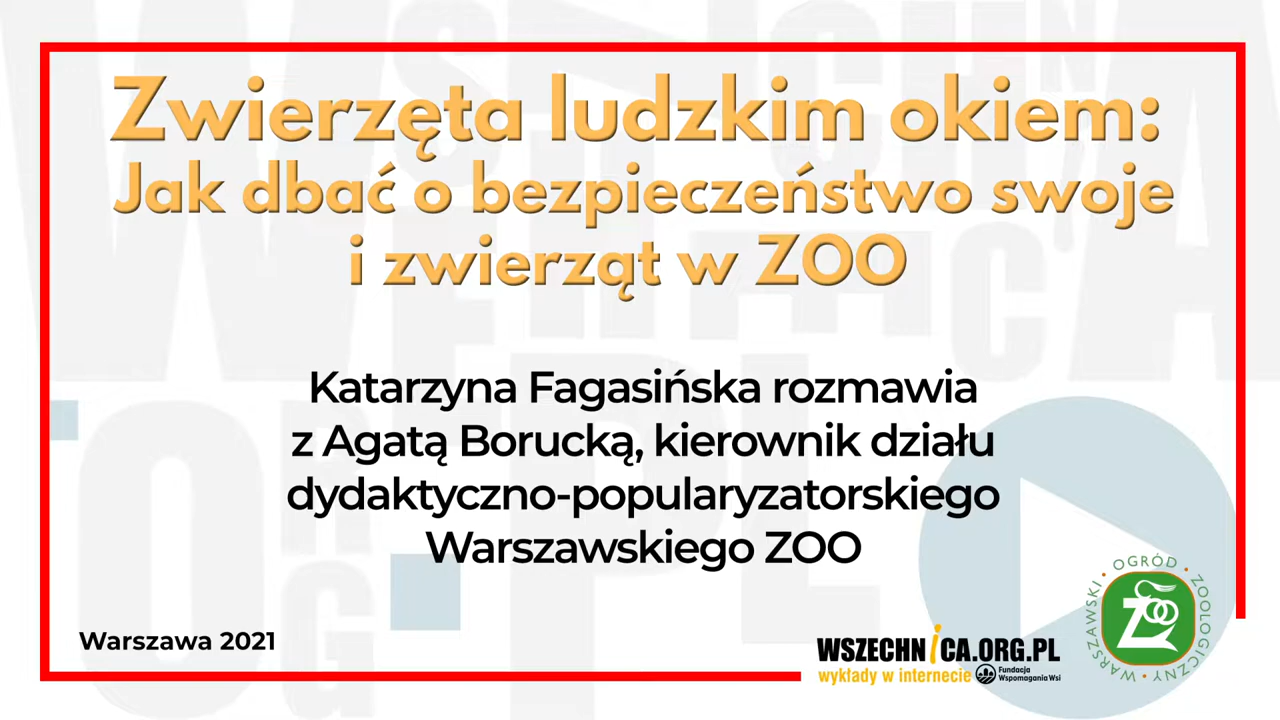 Zwierzęta ludzkim okiem:
Jak dbać o bezpieczeństwo swoje
i zwierząt w ZOO
Katarzyna Fagasińska rozmawia
z Agatą Borucką, kierownik działu
dydaktyczno-popularyzatorskiego
Warszawskiego ZOO
Warszawa 2021
WSZECHNICA.ORG.PL
wykłady w internecie
Fundacja
Wspomagania Wsi
WARSZAWSKI • OGRÓD • ZOOLOGICZNY •
ZOO